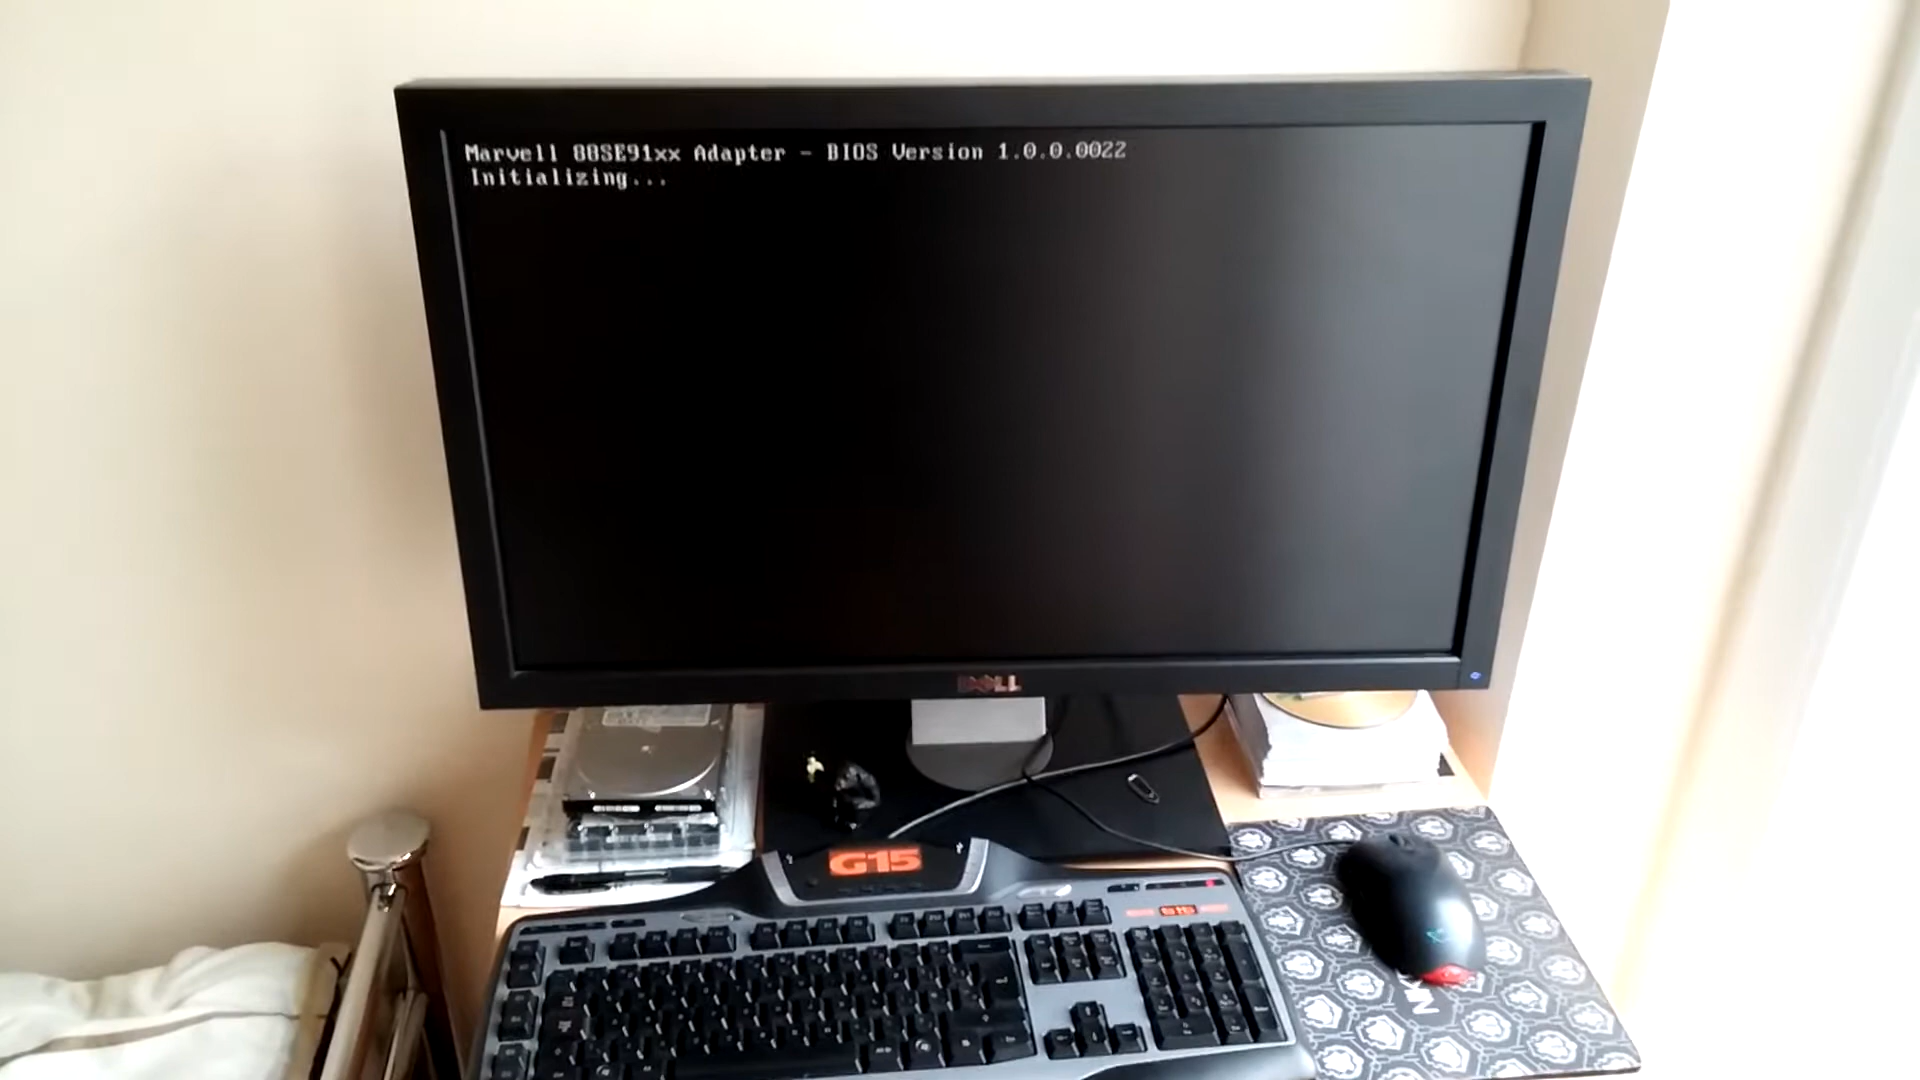 Marvell 88SE91xx Adapter - BIOS Version 1.0.0.0022
Initializing...
DELL
G15